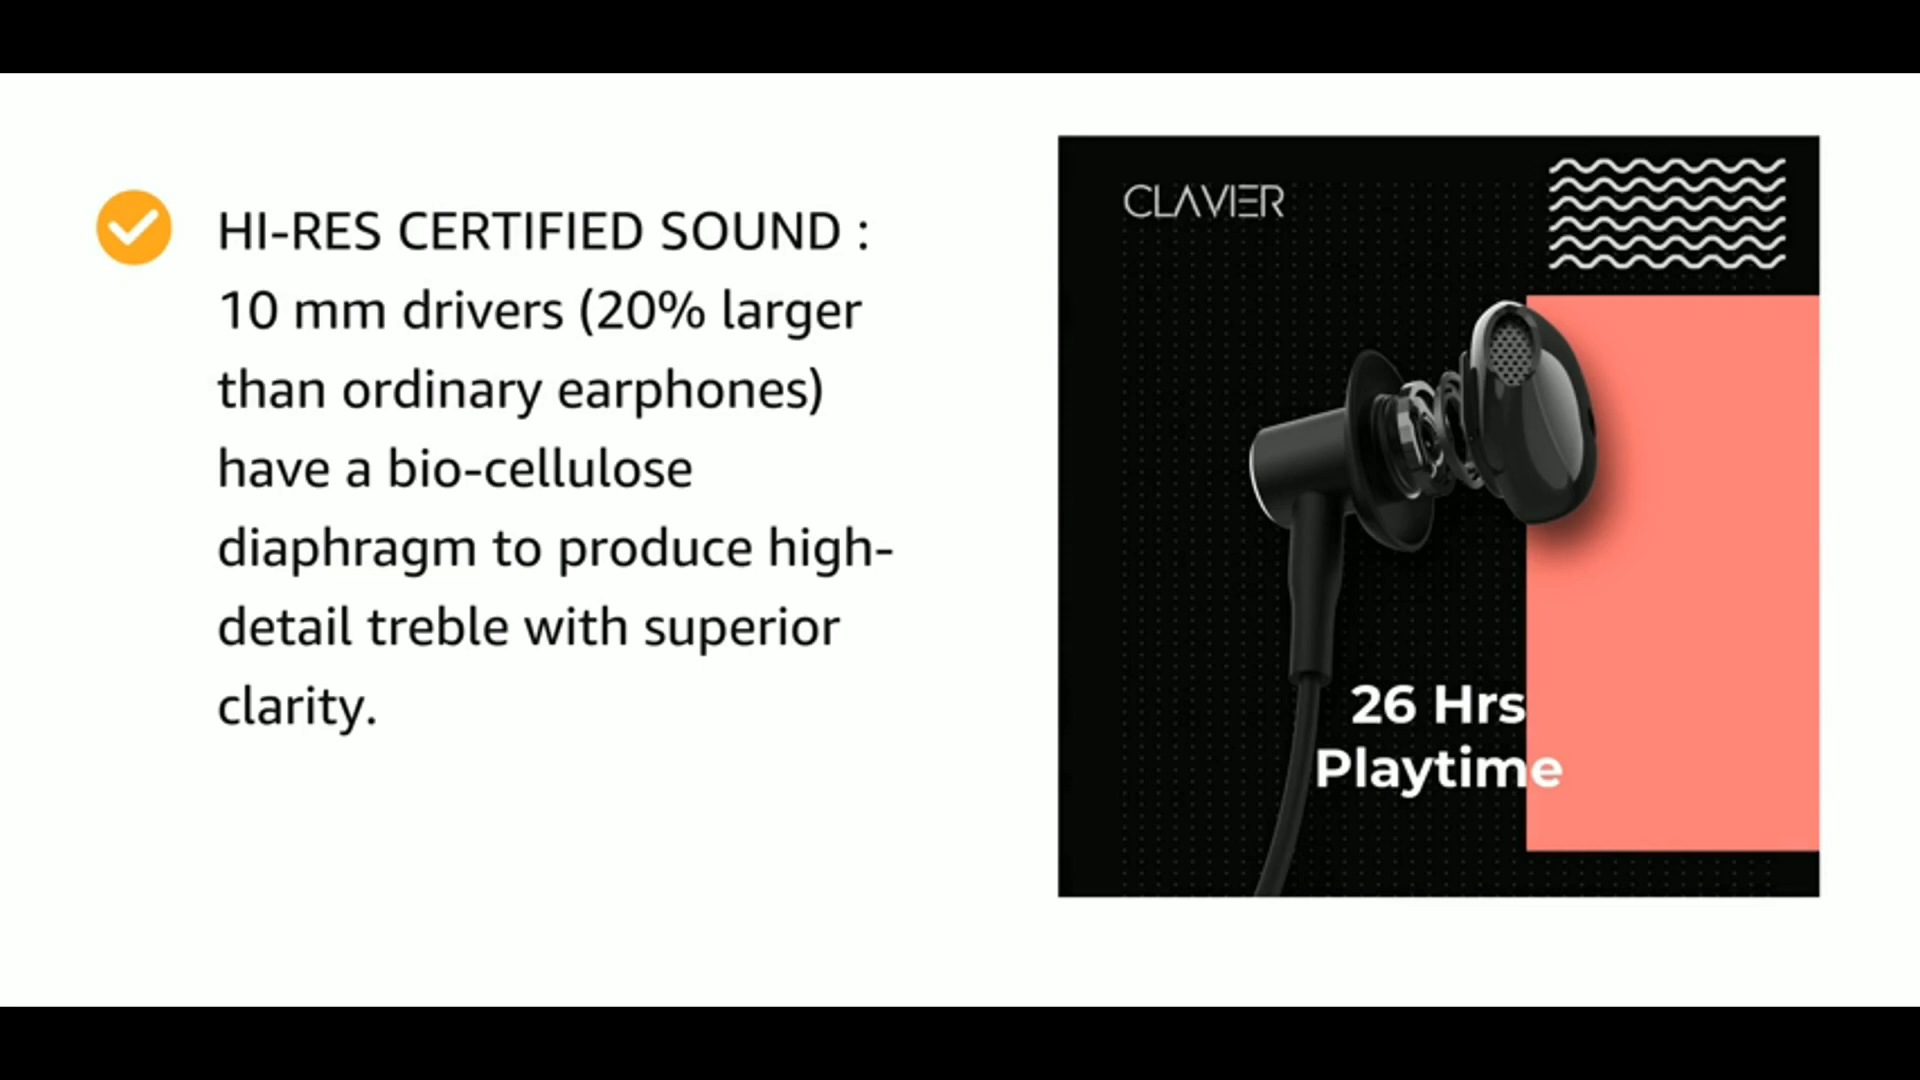 HI-RES CERTIFIED SOUND :
10 mm drivers (20% larger
than ordinary earphones)
have a bio-cellulose
diaphragm to produce high-
detail treble with superior
clarity.
CLAVIER
26 Hrs
Playtime